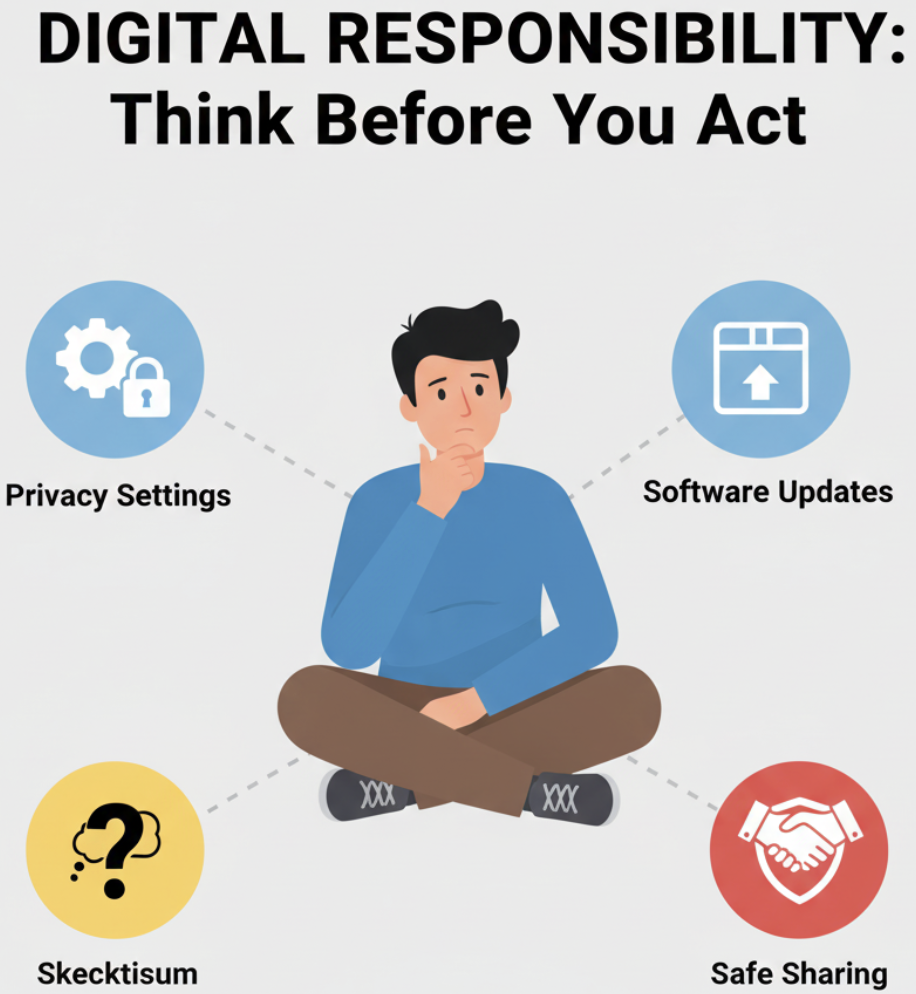 DIGITAL RESPONSIBILITY:
Think Before You Act
Privacy Settings
Software Updates
Skecktisum
Safe Sharing